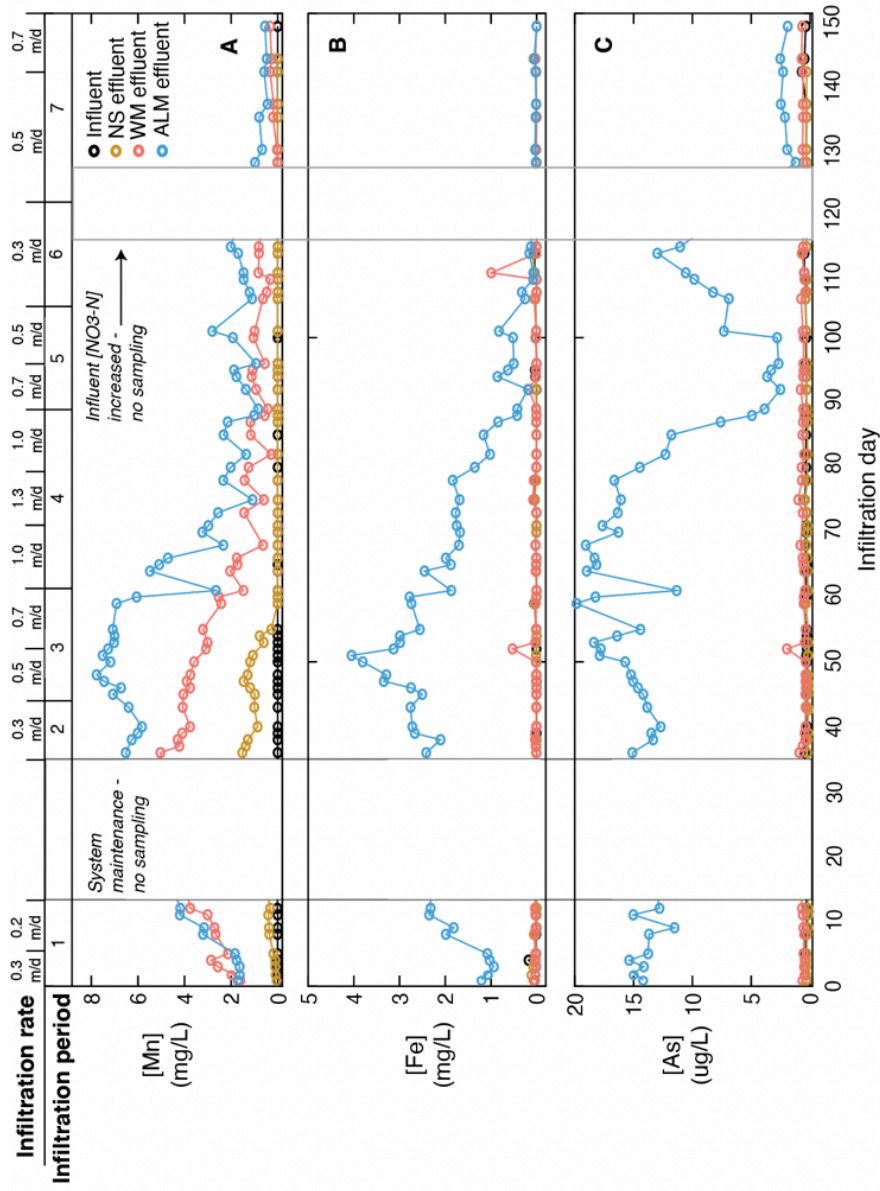 Infiltration rate
0.3 m/d
0.2 m/d
0.3 m/d
0.5 m/d
0.7 m/d
1.0 m/d
1.3 m/d
1.0 m/d
0.7 m/d
0.5 m/d
0.3 m/d
0.5 m/d
0.7 m/d
Infiltration period
1
2
3
4
5
6
7
System
maintenance -
no sampling
Influent [NO3-N]
increased -
no sampling
Influent
NS effluent
WM effluent
ALM effluent
A
[Mn]
(mg/L)
8
6
4
2
0
B
[Fe]
(mg/L)
5
4
3
2
1
0
C
[As]
(ug/L)
20
15
10
5
0
0 10 20 30 40 50 60 70 80 90 100 110 120 130 140 150
Infiltration day